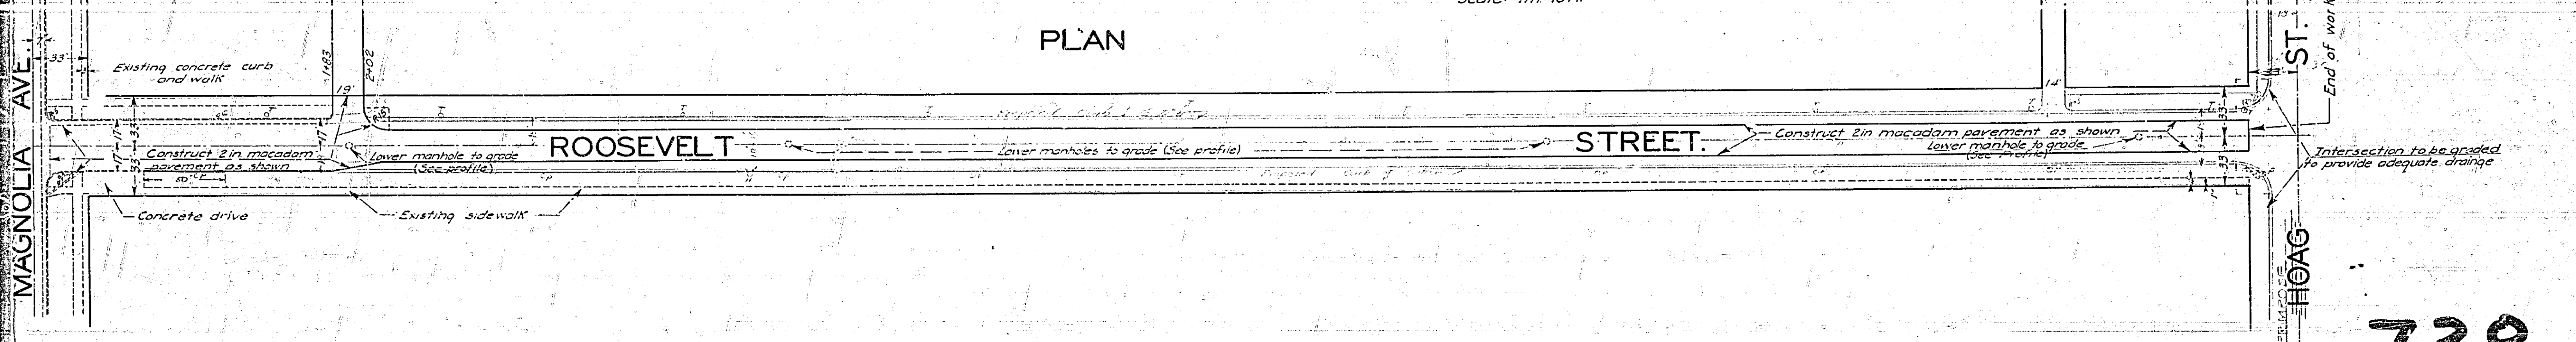 PLAN
MAGNOLIA AVE.
33'
Existing concrete curb
and walk
1+83
2+02
19'
17'
33'
17'
33'
17'
Construct 2in macadam
pavement as shown
50'
Lower manhole to grade
(See profile)
ROOSEVELT
Lower manholes to grade (See profile)
STREET.
Construct 2in macadam pavement as shown
Lower manhole to grade
(See Profile)
14'
33'
33'
13'
ST.
End of work
Intersection to be graded
to provide adequate drainge
Concrete drive
Existing sidewalk
HOAG